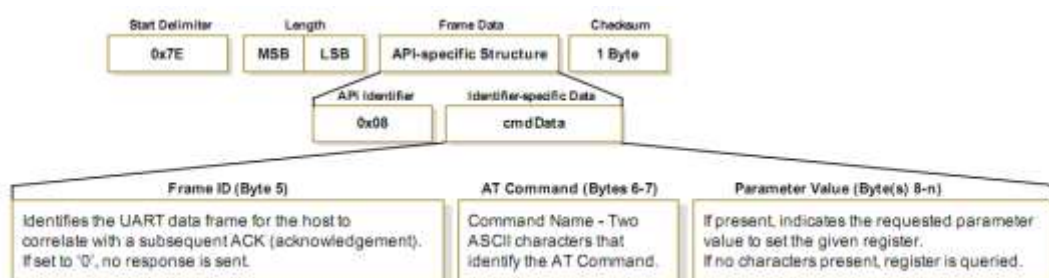 Start Delimiter Length Frame Data Checksum
0x7E MSB LSB API-specific Structure 1 Byte
API Identifier Identifier-specific Data
0x08 cmdData
Frame ID (Byte 5) AT Command (Bytes 6-7) Parameter Value (Byte(s) 8-n)
Identifies the UART data frame for the host to
correlate with a subsequent ACK (acknowledgement).
If set to '0', no response is sent.
Command Name - Two
ASCII characters that
identify the AT Command.
If present, indicates the requested parameter
value to set the given register.
If no characters present, register is queried.